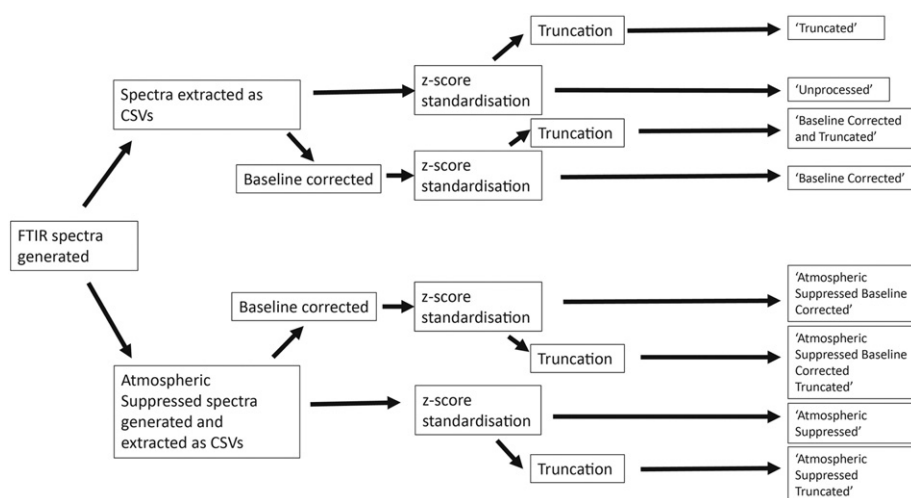 Truncation
‘Truncated’
Spectra extracted as
CSVs
z-score
standardisation
‘Unprocessed’
Truncation
‘Baseline Corrected
and Truncated’
Baseline corrected
z-score
standardisation
‘Baseline Corrected’
FTIR spectra
generated
Baseline corrected
z-score
standardisation
‘Atmospheric
Suppressed Baseline
Corrected’
Truncation
‘Atmospheric
Suppressed Baseline
Corrected
Truncated’
Atmospheric
Suppressed spectra
generated and
extracted as CSVs
z-score
standardisation
‘Atmospheric
Suppressed’
Truncation
‘Atmospheric
Suppressed
Truncated’